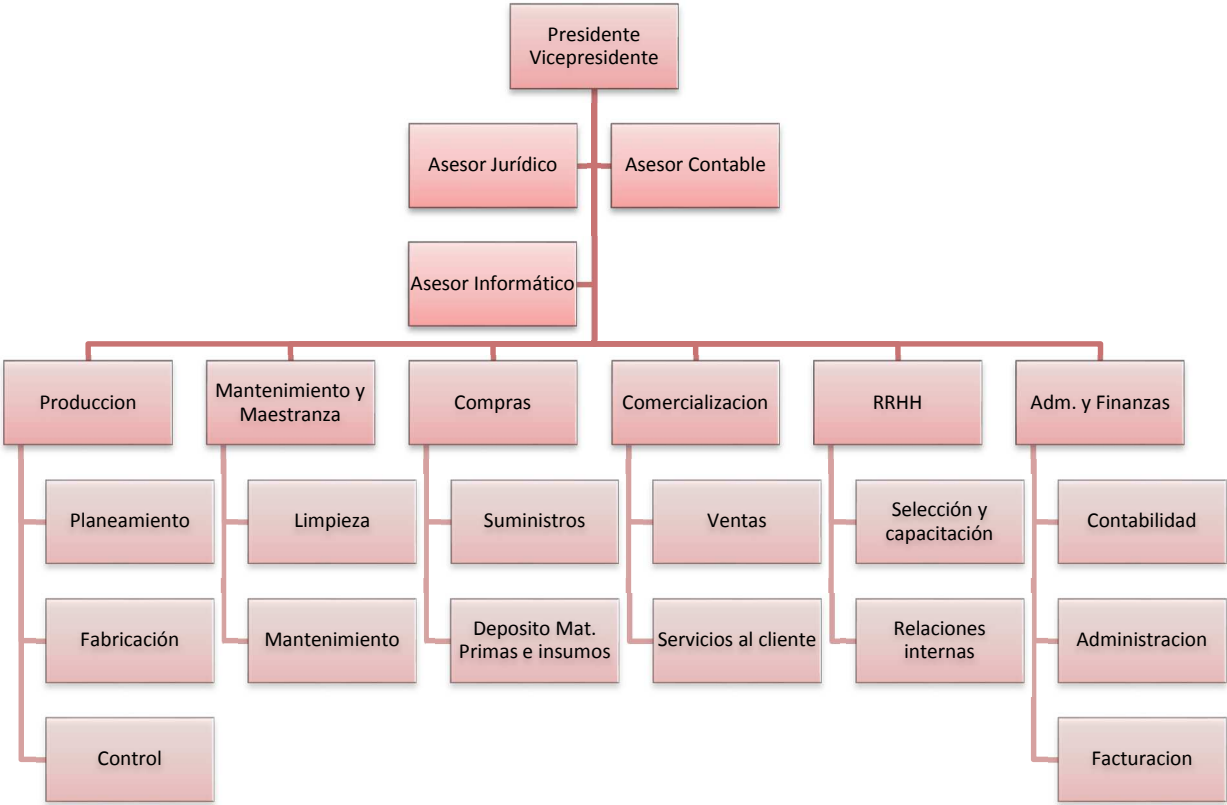 Presidente
Vicepresidente
Asesor Jurídico
Asesor Contable
Asesor Informático
Produccion
Mantenimiento y
Maestranza
Compras
Comercializacion
RRHH
Adm. y Finanzas
Planeamiento
Limpieza
Suministros
Ventas
Selección y
capacitación
Contabilidad
Fabricación
Mantenimiento
Deposito Mat.
Primas e insumos
Servicios al cliente
Relaciones
internas
Administracion
Control
Facturacion